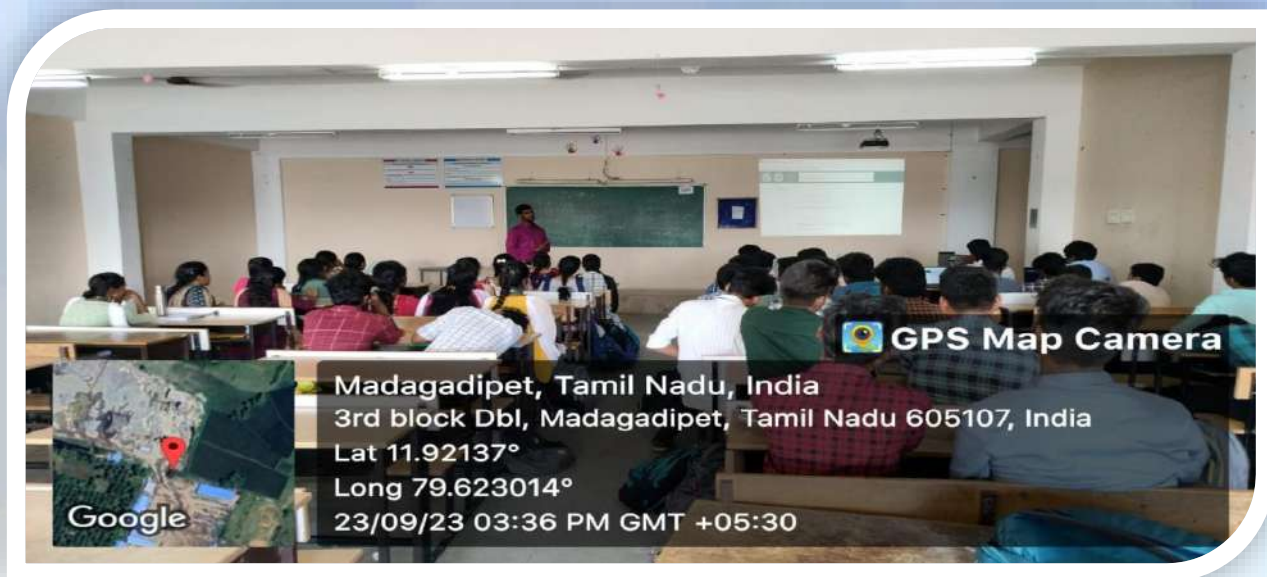 GPS Map Camera
Madagadipet, Tamil Nadu, India
3rd block Dbl, Madagadipet, Tamil Nadu 605107, India
Lat 11.92137°
Long 79.623014°
23/09/23 03:36 PM GMT +05:30
Google